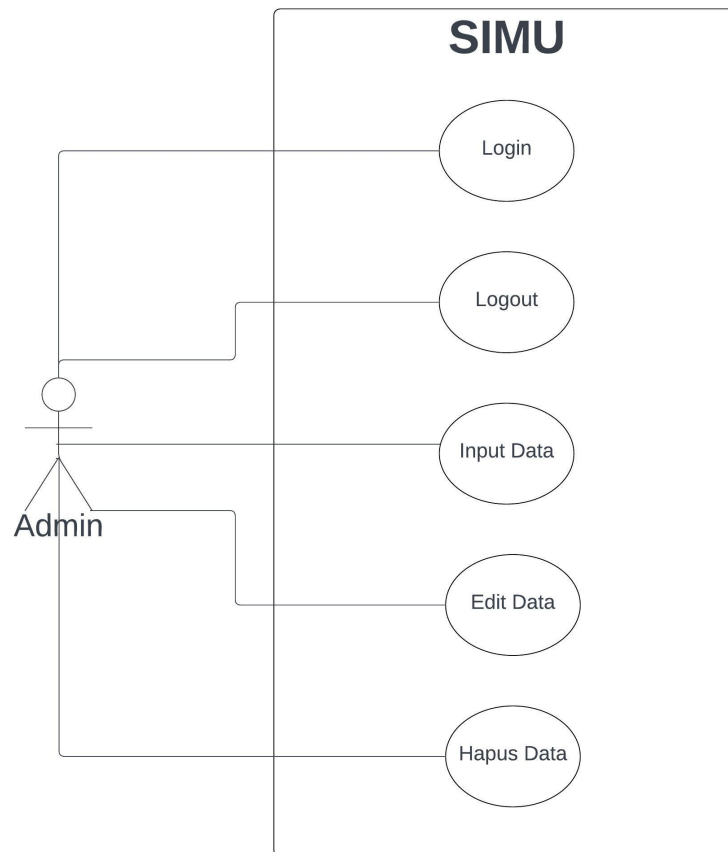 SIMU
Login
Logout
Input Data
Admin
Edit Data
Hapus Data